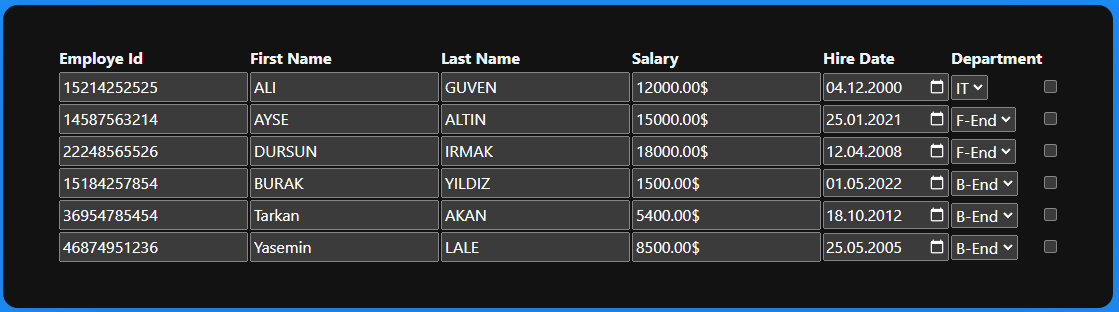 Employe Id First Name Last Name Salary Hire Date Department
15214252525 ALI GUVEN 12000.00$ 04.12.2000 IT
14587563214 AYSE ALTIN 15000.00$ 25.01.2021 F-End
22248565526 DURSUN IRMAK 18000.00$ 12.04.2008 F-End
15184257854 BURAK YILDIZ 1500.00$ 01.05.2022 B-End
36954785454 Tarkan AKAN 5400.00$ 18.10.2012 B-End
46874951236 Yasemin LALE 8500.00$ 25.05.2005 B-End